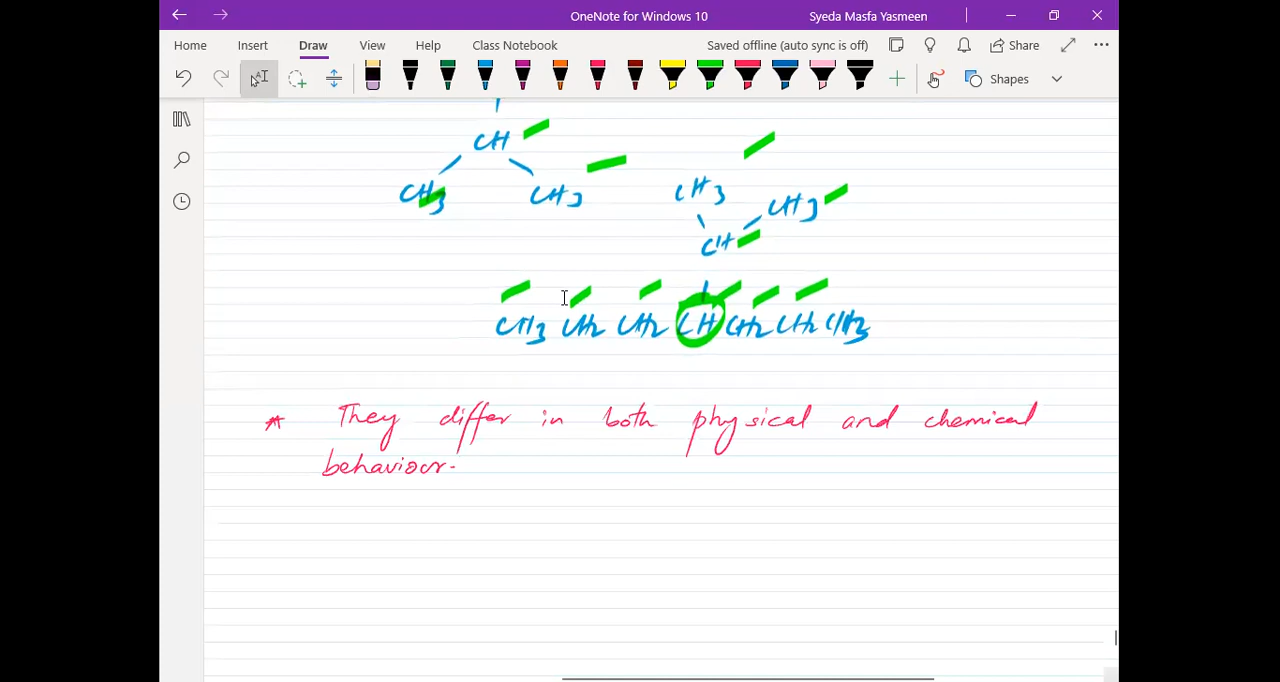 OneNote for Windows 10
Syeda Masfa Yasmeen
Home Insert Draw View Help Class Notebook
Saved offline (auto sync is off)
Share
Shapes
CH
CH3 CH3
CH3
CH3
CH
CH3 CH2 CH2 CH CH2 CH2 CH3
* They differ in both physical and chemical
behaviour.